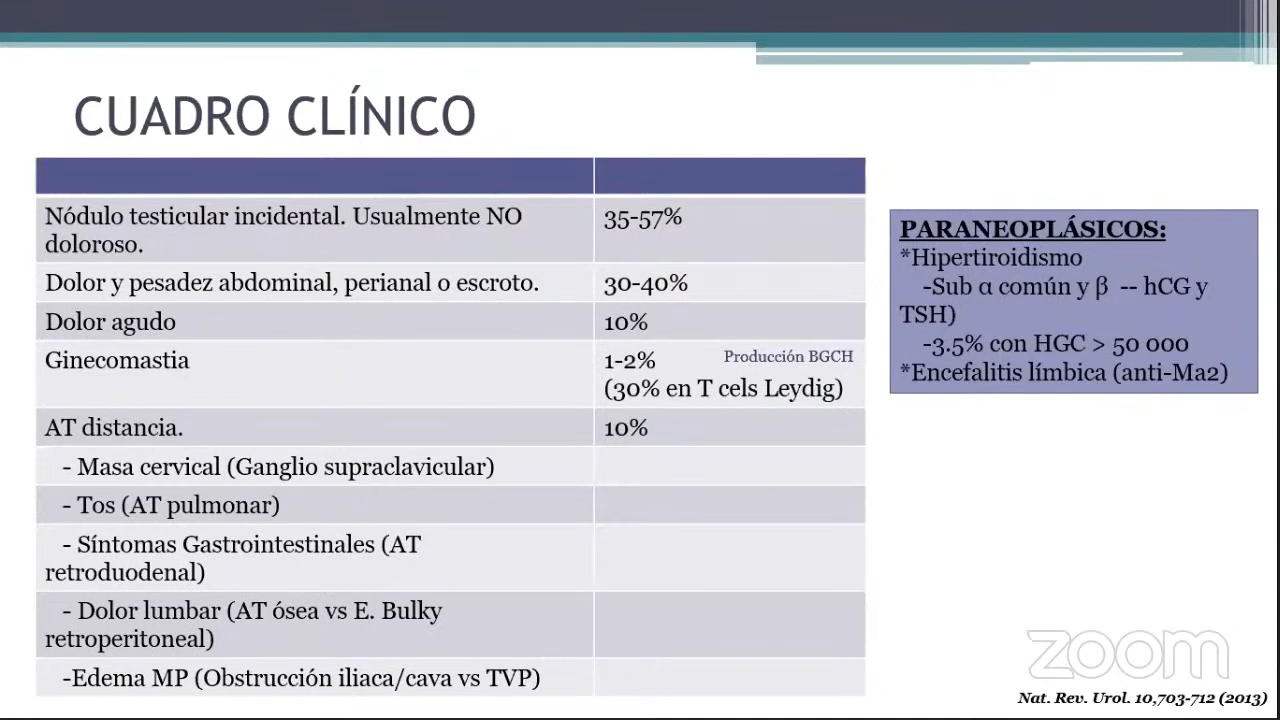 CUADRO CLÍNICO
Nódulo testicular incidental. Usualmente NO
doloroso.
35-57%
Dolor y pesadez abdominal, perianal o escroto.
30-40%
Dolor agudo
10%
Ginecomastia
1-2%
Producción BGCH
(30% en T cels Leydig)
AT distancia.
10%
- Masa cervical (Ganglio supraclavicular)
- Tos (AT pulmonar)
- Síntomas Gastrointestinales (AT
retroduodenal)
- Dolor lumbar (AT ósea vs E. Bulky
retroperitoneal)
-Edema MP (Obstrucción iliaca/cava vs TVP)
PARANEOPLÁSICOS:
*Hipertiroidismo
-Sub α común y β -- hCG y
TSH)
-3.5% con HGC > 50 000
*Encefalitis límbica (anti-Ma2)
zoom
Nat. Rev. Urol. 10,703-712 (2013)